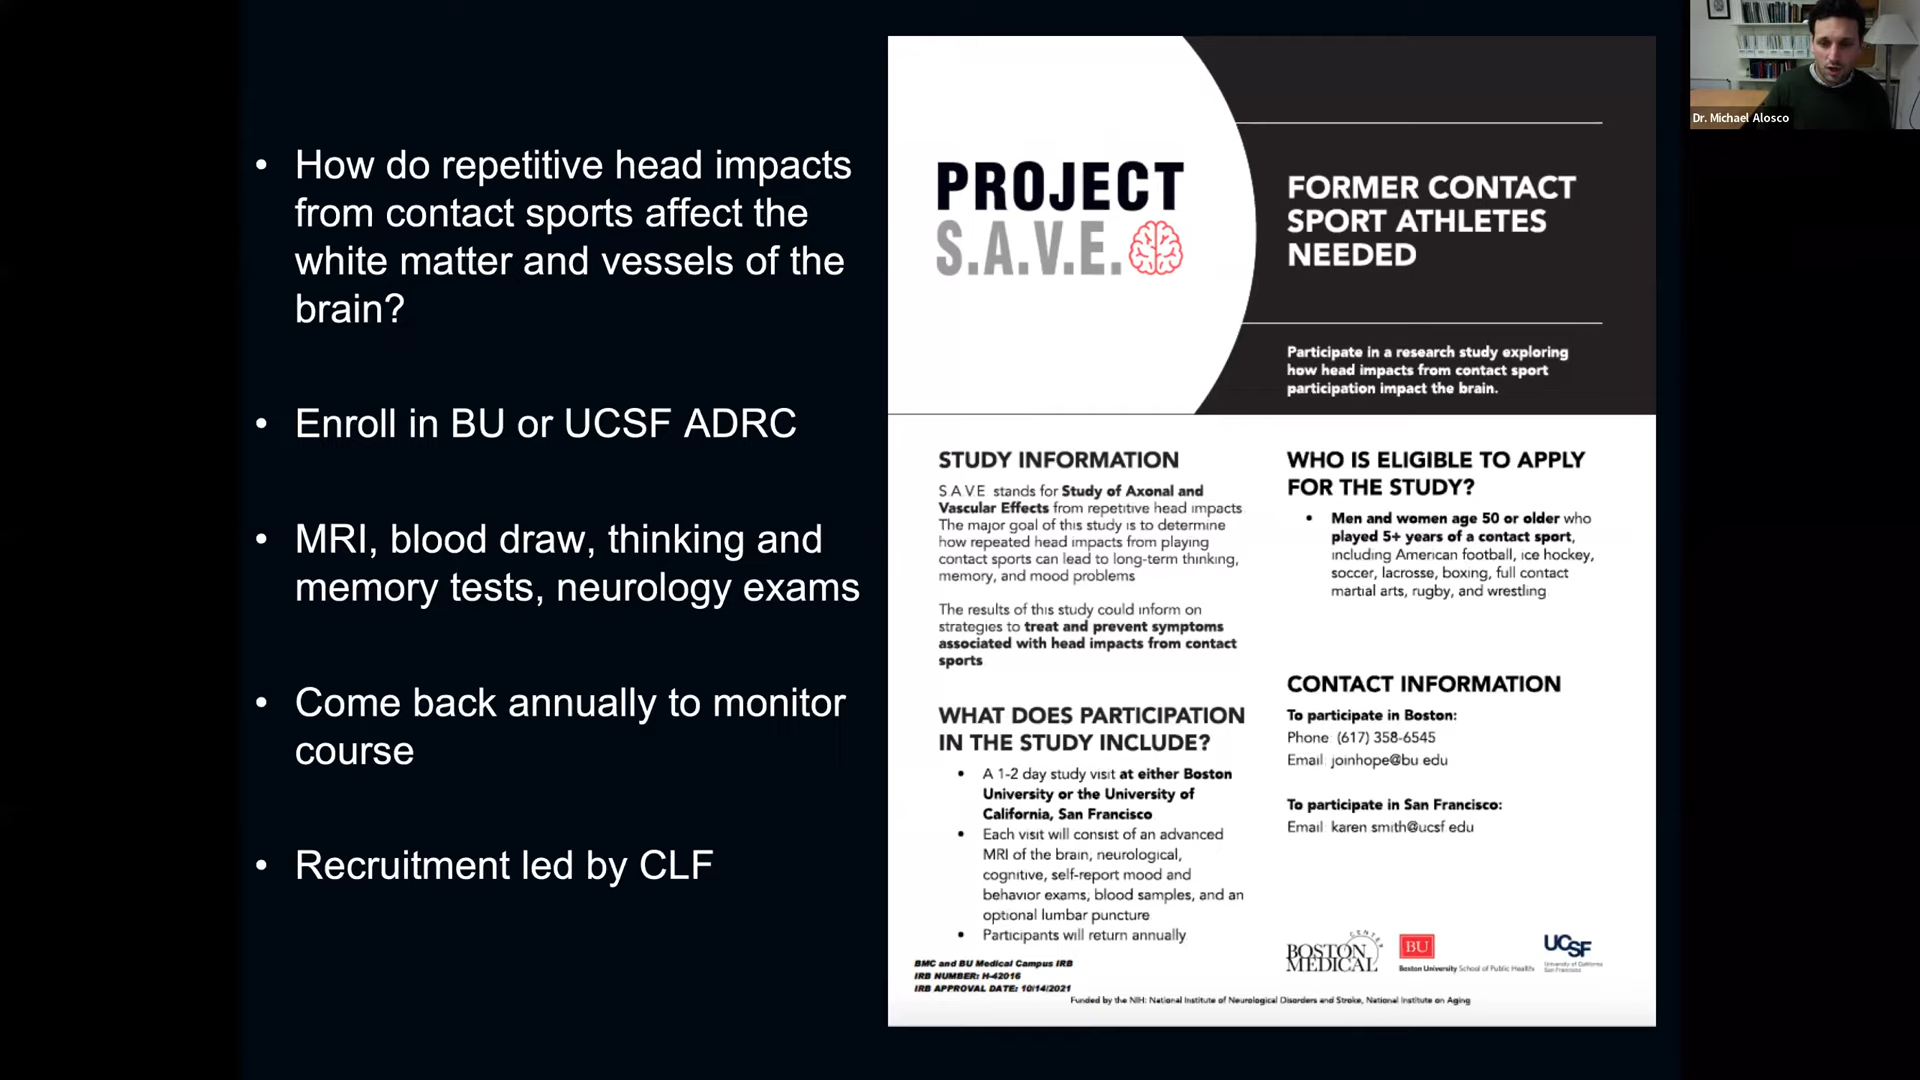 • How do repetitive head impacts
from contact sports affect the
white matter and vessels of the
brain?
• Enroll in BU or UCSF ADRC
• MRI, blood draw, thinking and
memory tests, neurology exams
• Come back annually to monitor
course
• Recruitment led by CLF
PROJECT
S.A.V.E.
FORMER CONTACT
SPORT ATHLETES
NEEDED
Participate in a research study exploring
how head impacts from contact sport
participation impact the brain.
STUDY INFORMATION
S A V E stands for Study of Axonal and
Vascular Effects from repetitive head impacts
The major goal of this study is to determine
how repeated head impacts from playing
contact sports can lead to long-term thinking,
memory, and mood problems
The results of this study could inform on
strategies to treat and prevent symptoms
associated with head impacts from contact
sports
WHAT DOES PARTICIPATION
IN THE STUDY INCLUDE?
• A 1-2 day study visit at either Boston
University or the University of
California, San Francisco
• Each visit will consist of an advanced
MRI of the brain, neurological,
cognitive, self-report mood and
behavior exams, blood samples, and an
optional lumbar puncture
• Participants will return annually
WHO IS ELIGIBLE TO APPLY
FOR THE STUDY?
• Men and women age 50 or older who
played 5+ years of a contact sport,
including American football, ice hockey,
soccer, lacrosse, boxing, full contact
martial arts, rugby, and wrestling
CONTACT INFORMATION
To participate in Boston:
Phone (617) 358-6545
Email joinhope@bu edu
To participate in San Francisco:
Email karen smith@ucsf edu
BOSTON
MEDICAL
CENTER
BU
Boston University School of Public Health
UCSF
University of California
San Francisco
BMC and BU Medical Campus IRB
IRB NUMBER: H-42016
IRB APPROVAL DATE: 10/14/2021
Funded by the NIH: National Institute of Neurological Disorders and Stroke, National Institute on Aging
Dr. Michael Alosco